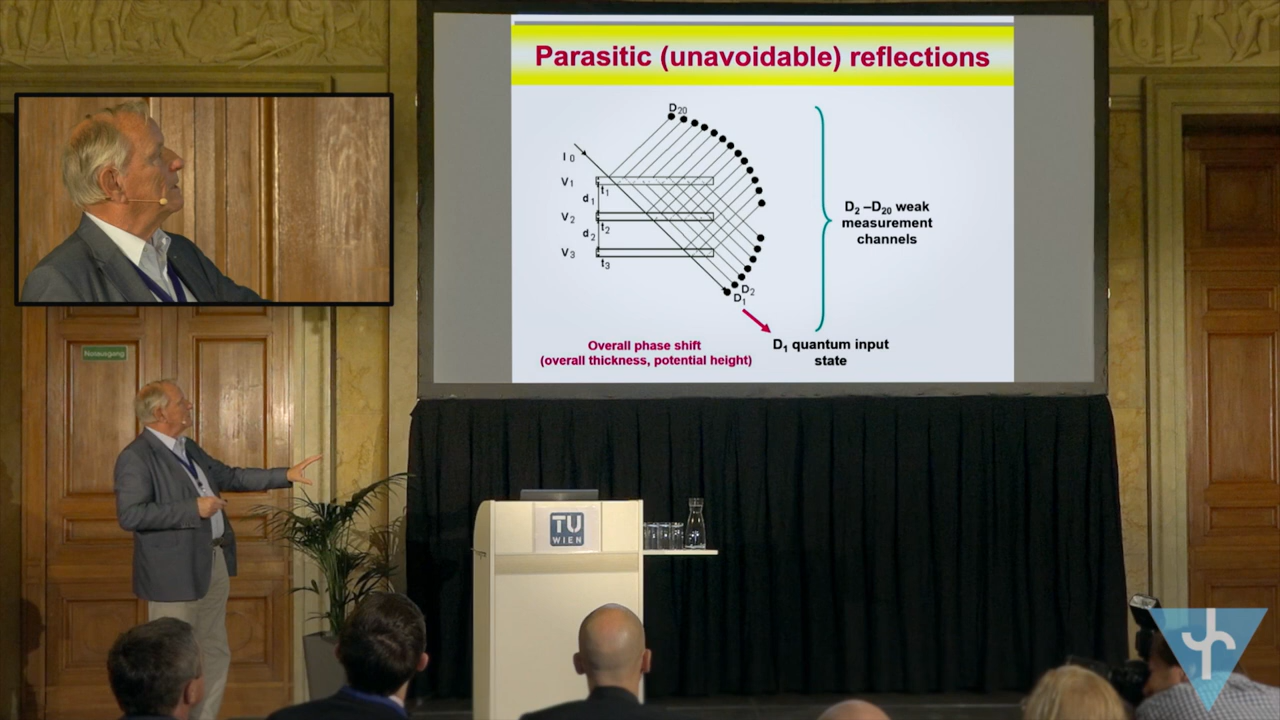 Parasitic (unavoidable) reflections
D20
I0
V1
t1
d1
V2
t2
d2
V3
t3
D2
D1
D2 –D20 weak
measurement
channels
Overall phase shift
(overall thickness, potential height)
D1 quantum input
state
Notausgang
TU
WIEN